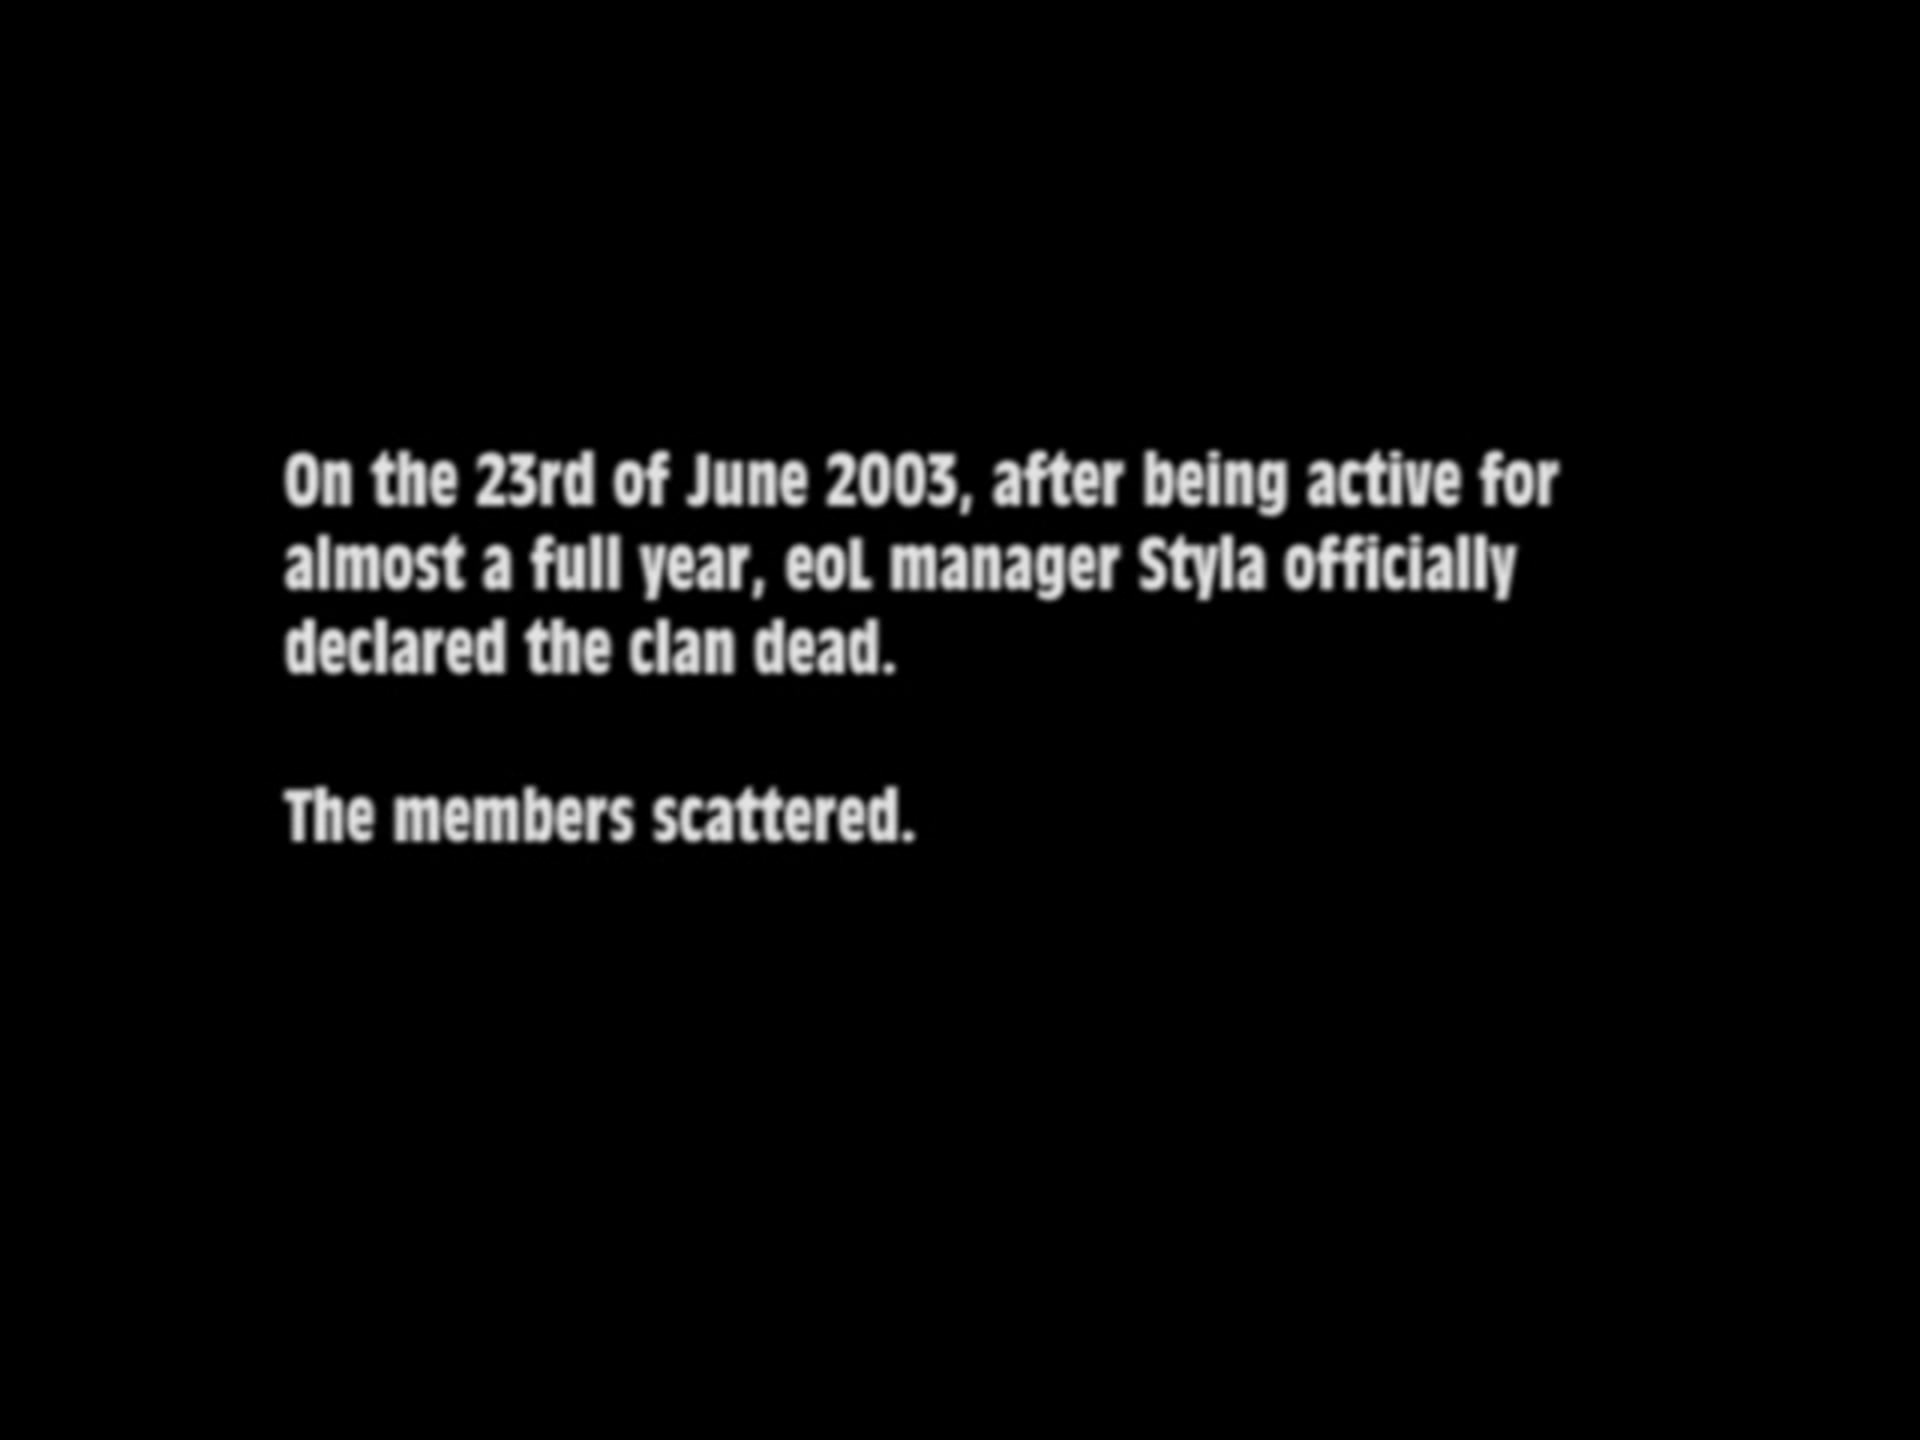 On the 23rd of June 2003, after being active for
almost a full year, eoL manager Styla officially
declared the clan dead.
The members scattered.